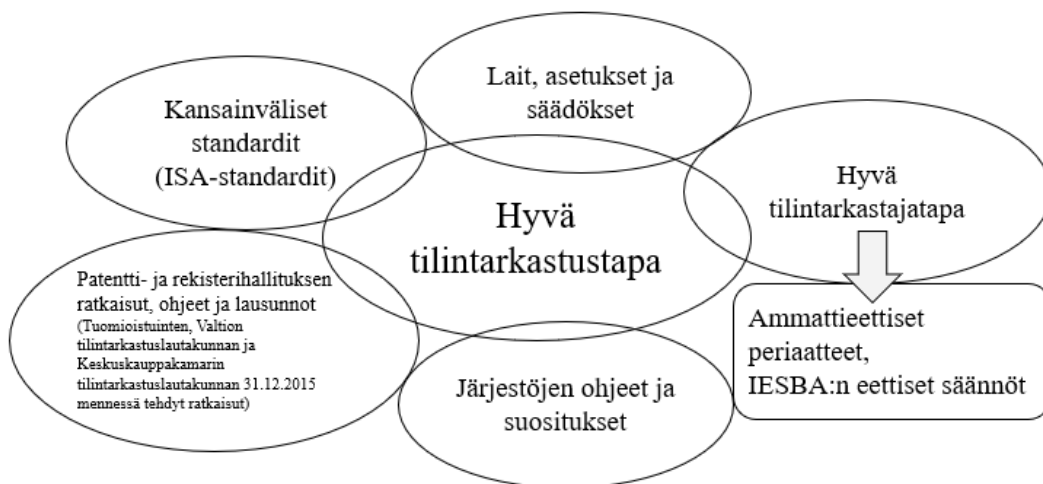 Lait, asetukset ja
säädökset
Kansainväliset
standardit
(ISA-standardit)
Hyvä
tilintarkastajatapa
Hyvä
tilintarkastustapa
Patentti- ja rekisterihallituksen
ratkaisut, ohjeet ja lausunnot
(Tuomioistuinten, Valtion
tilintarkastuslautakunnan ja
Keskuskauppakamarin
tilintarkastuslautakunnan 31.12.2015
mennessä tehdyt ratkaisut)
Ammattieettiset
periaatteet,
IESBA:n eettiset säännöt
Järjestöjen ohjeet ja
suositukset